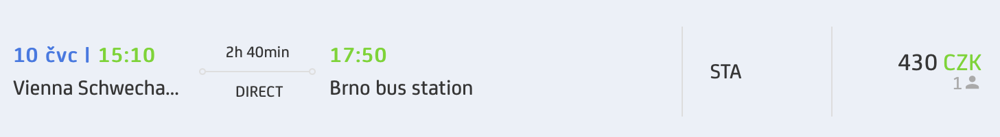 10 čvc | 15:10
Vienna Schwecha...
2h 40min
DIRECT
17:50
Brno bus station
STA
430 CZK
1